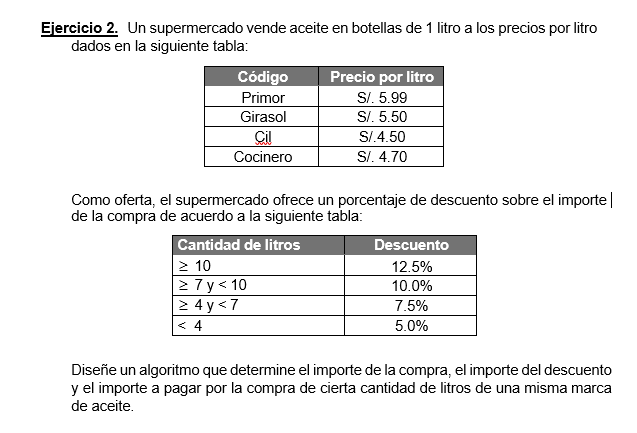 Ejercicio 2. Un supermercado vende aceite en botellas de 1 litro a los precios por litro
dados en la siguiente tabla:
Código Precio por litro
Primor S/. 5.99
Girasol S/. 5.50
Cil S/.4.50
Cocinero S/. 4.70
Como oferta, el supermercado ofrece un porcentaje de descuento sobre el importe
de la compra de acuerdo a la siguiente tabla:
Cantidad de litros Descuento
≥ 10 12.5%
≥ 7 y < 10 10.0%
≥ 4 y < 7 7.5%
< 4 5.0%
Diseñe un algoritmo que determine el importe de la compra, el importe del descuento
y el importe a pagar por la compra de cierta cantidad de litros de una misma marca
de aceite.